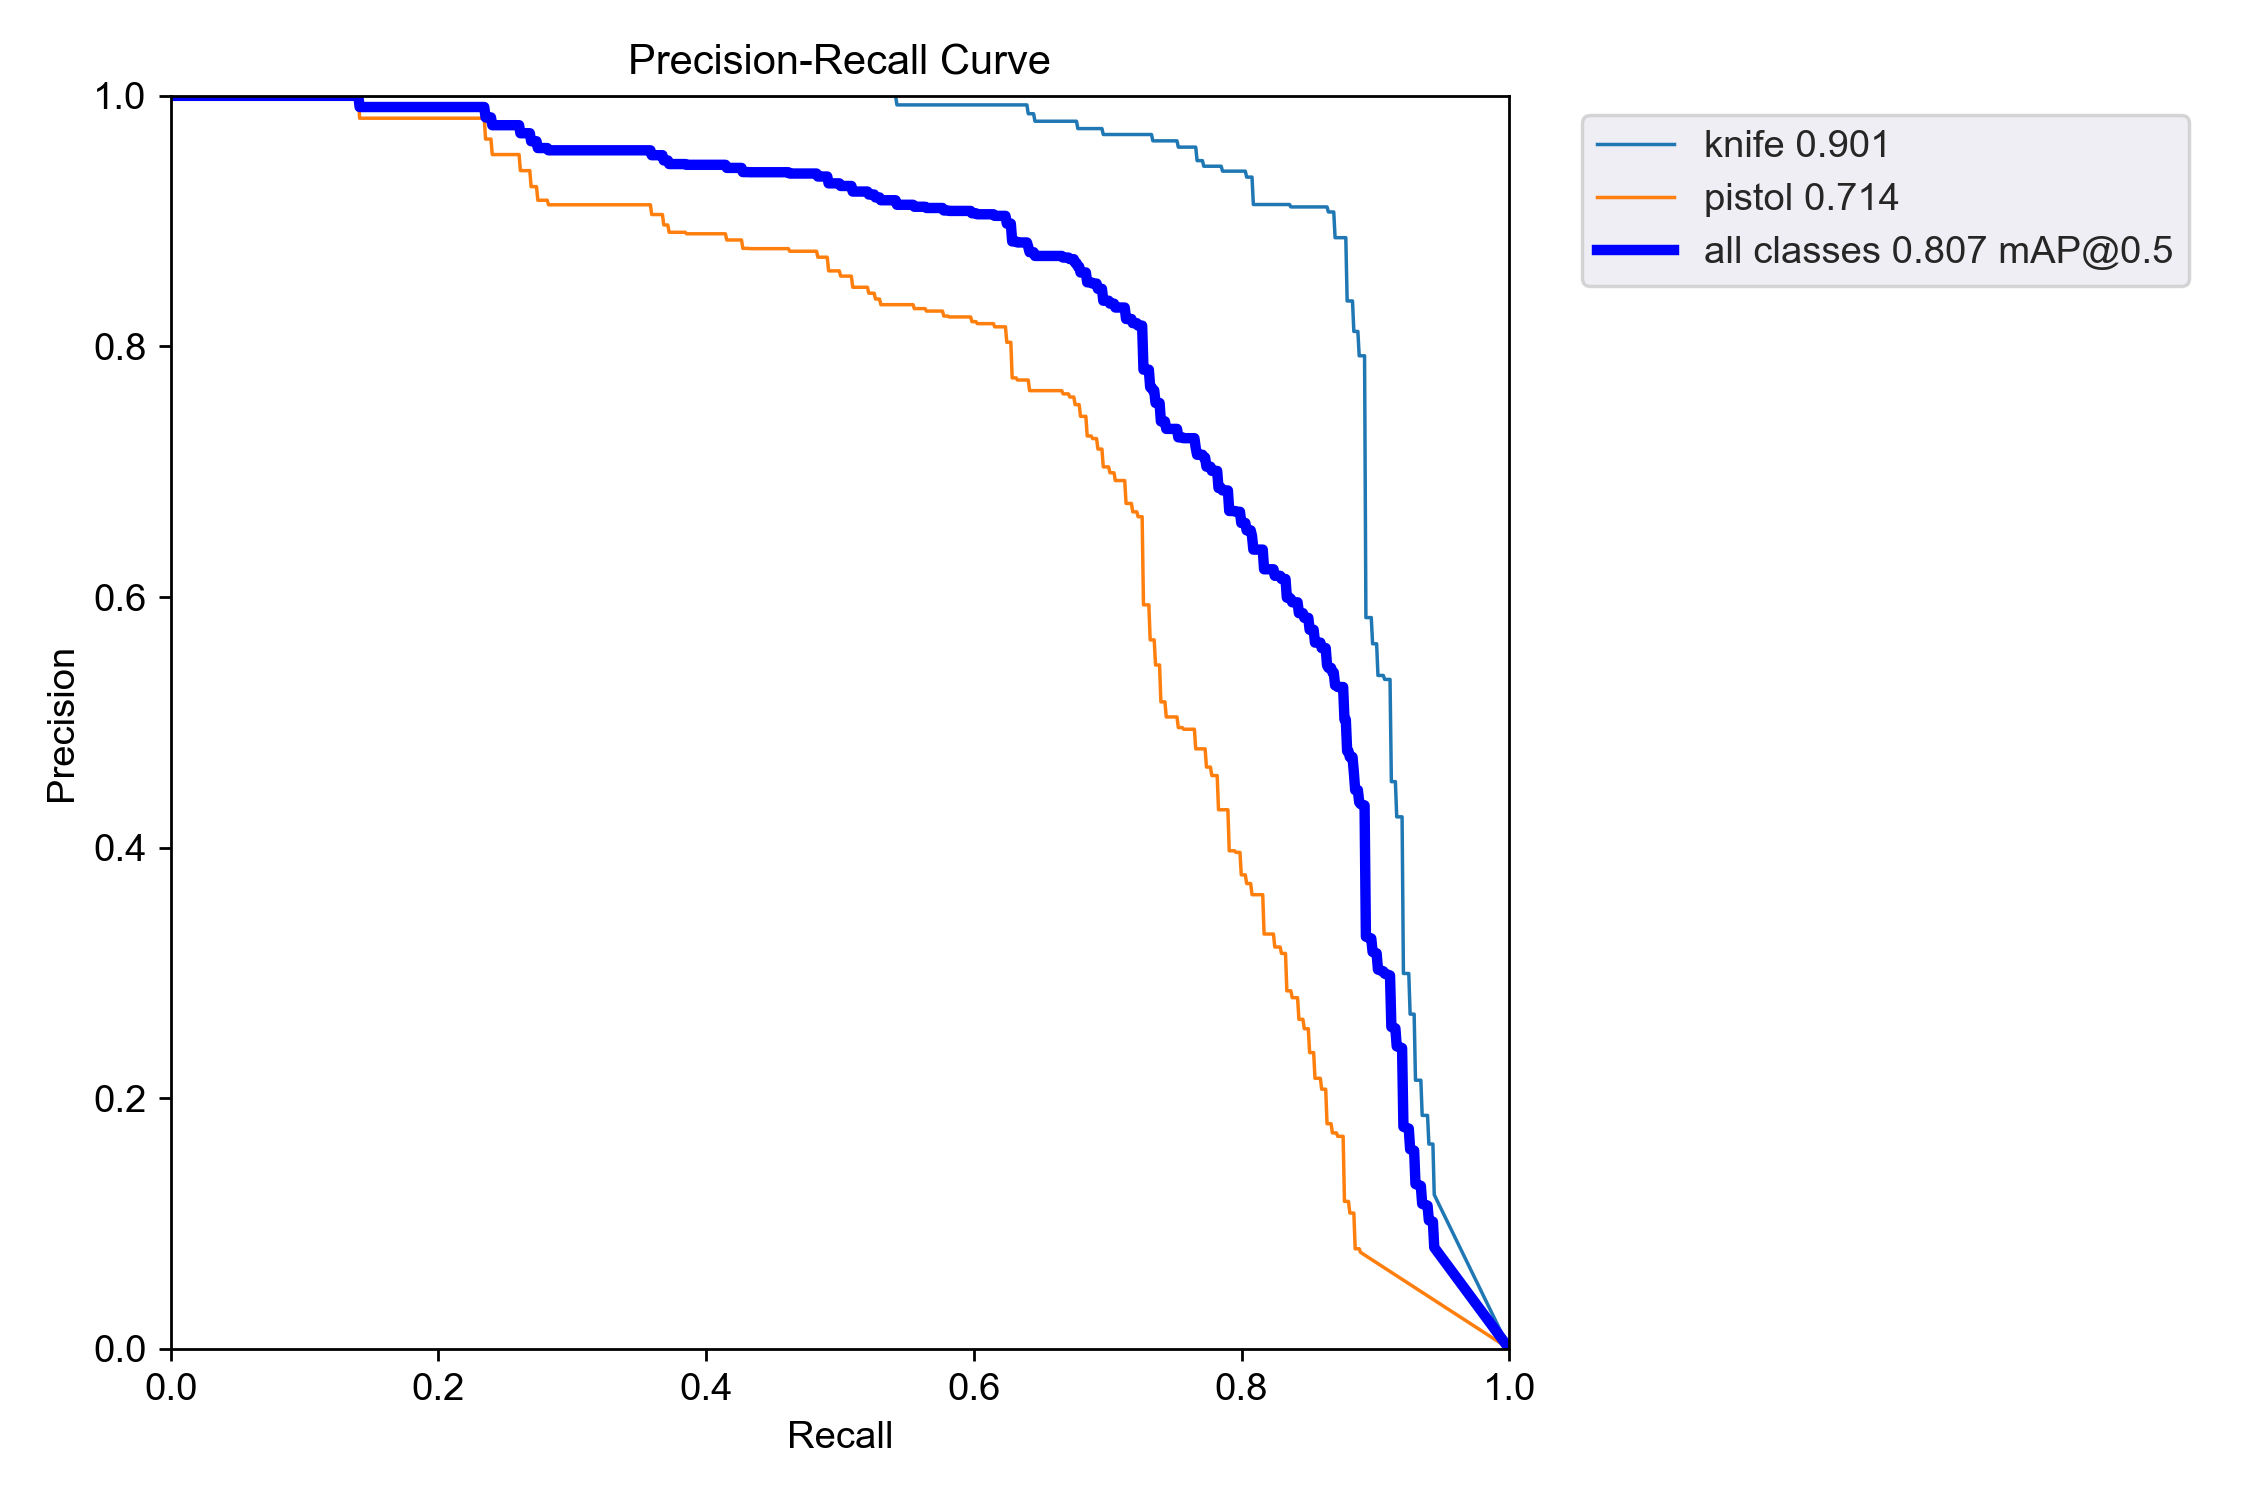 Precision-Recall Curve
knife 0.901
pistol 0.714
all classes 0.807 mAP@0.5
Precision
1.0
0.8
0.6
0.4
0.2
0.0
0.0 0.2 0.4 0.6 0.8 1.0
Recall